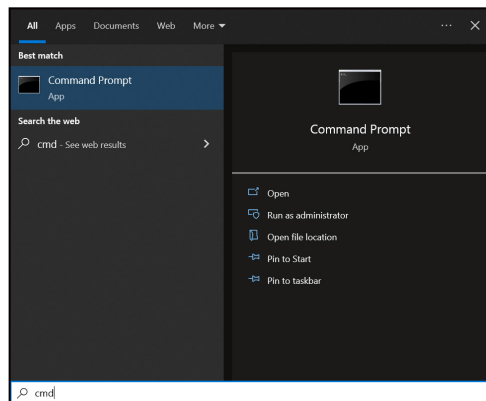 All Apps Documents Web More
Best match
Command Prompt
App
Search the web
cmd - See web results
Command Prompt
App
Open
Run as administrator
Open file location
Pin to Start
Pin to taskbar
cmd